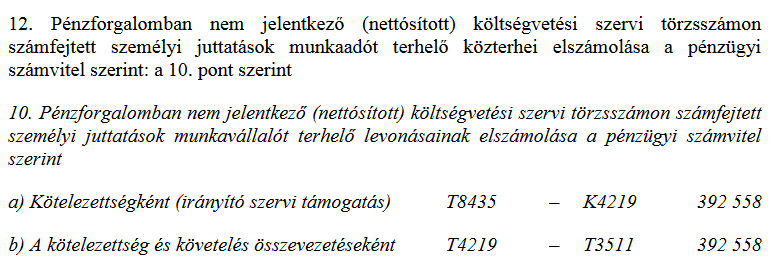 12. Pénzforgalomban nem jelentkező (nettósított) költségvetési szervi törzsszámon
számfejtett személyi juttatások munkaadót terhelő közterhei elszámolása a pénzügyi
számvitel szerint: a 10. pont szerint
10. Pénzforgalomban nem jelentkező (nettósított) költségvetési szervi törzsszámon számfejtett
személyi juttatások munkavállalót terhelő levonásainak elszámolása a pénzügyi számvitel
szerint
a) Kötelezettségként (irányító szervi támogatás) T8435 – K4219 392 558
b) A kötelezettség és követelés összevezetéseként T4219 – T3511 392 558